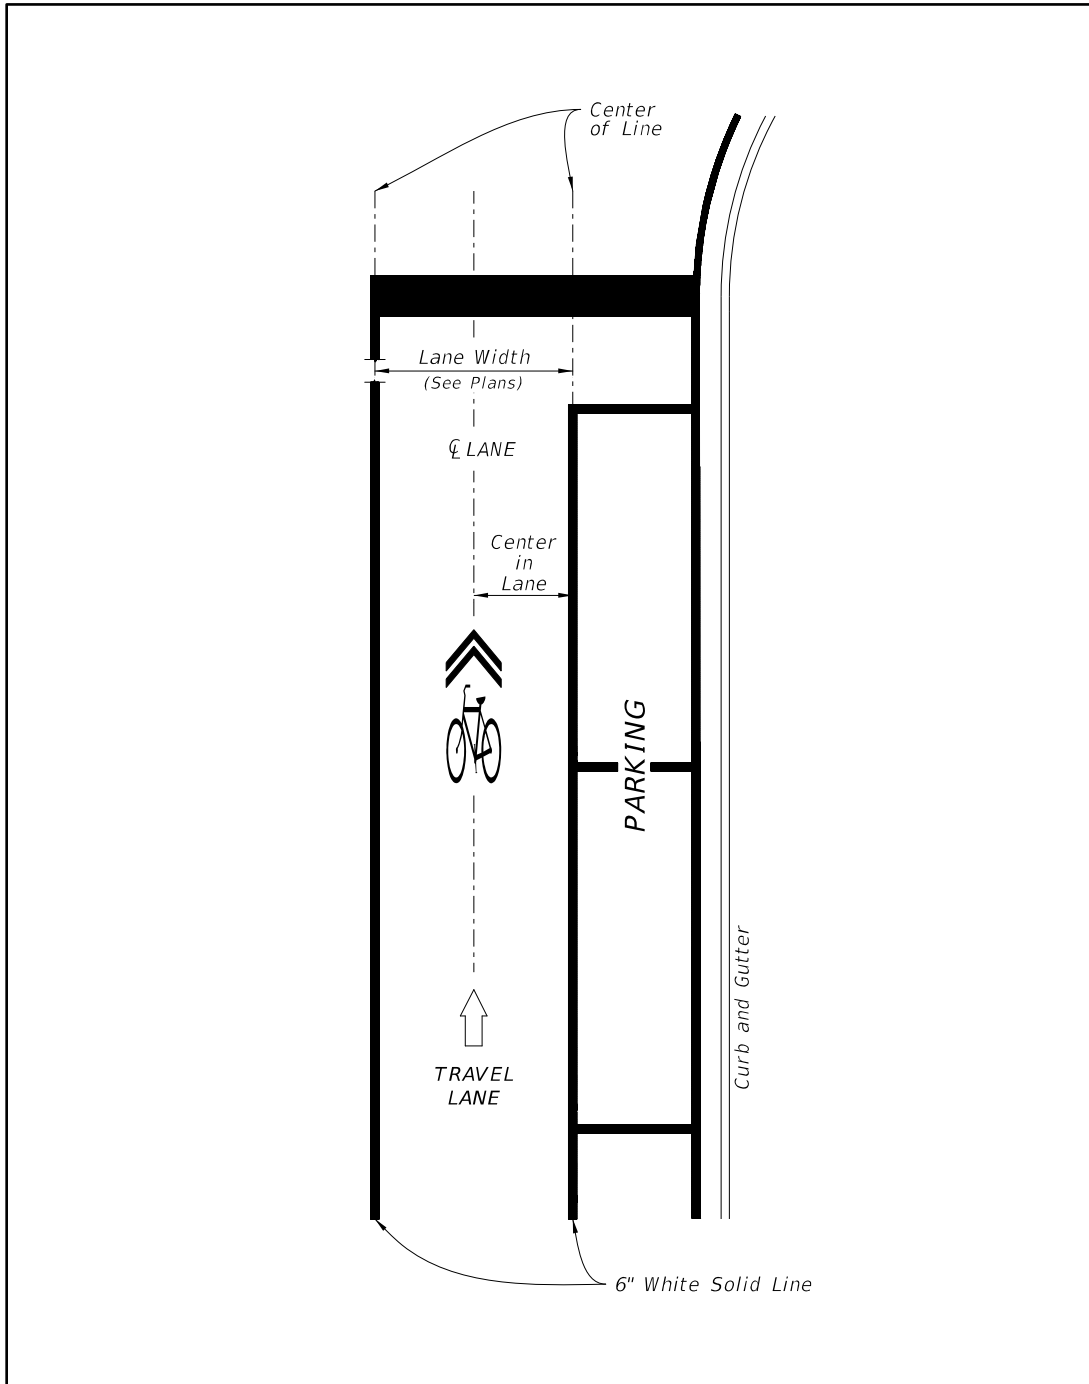 Center
of Line
Lane Width
(See Plans)
℄ LANE
Center
in
Lane
PARKING
Curb and Gutter
TRAVEL
LANE
6" White Solid Line